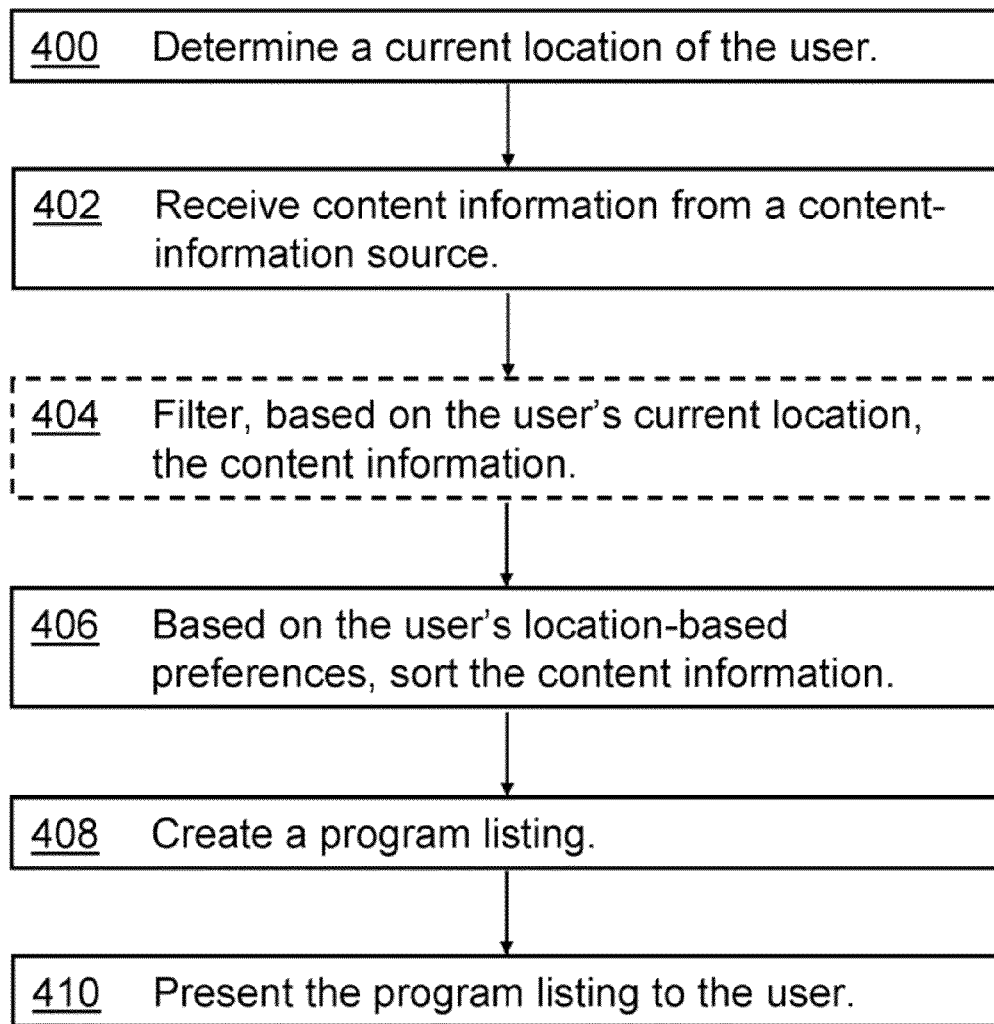 400 Determine a current location of the user.
402 Receive content information from a content-
information source.
404 Filter, based on the user's current location,
the content information.
406 Based on the user's location-based
preferences, sort the content information.
408 Create a program listing.
410 Present the program listing to the user.